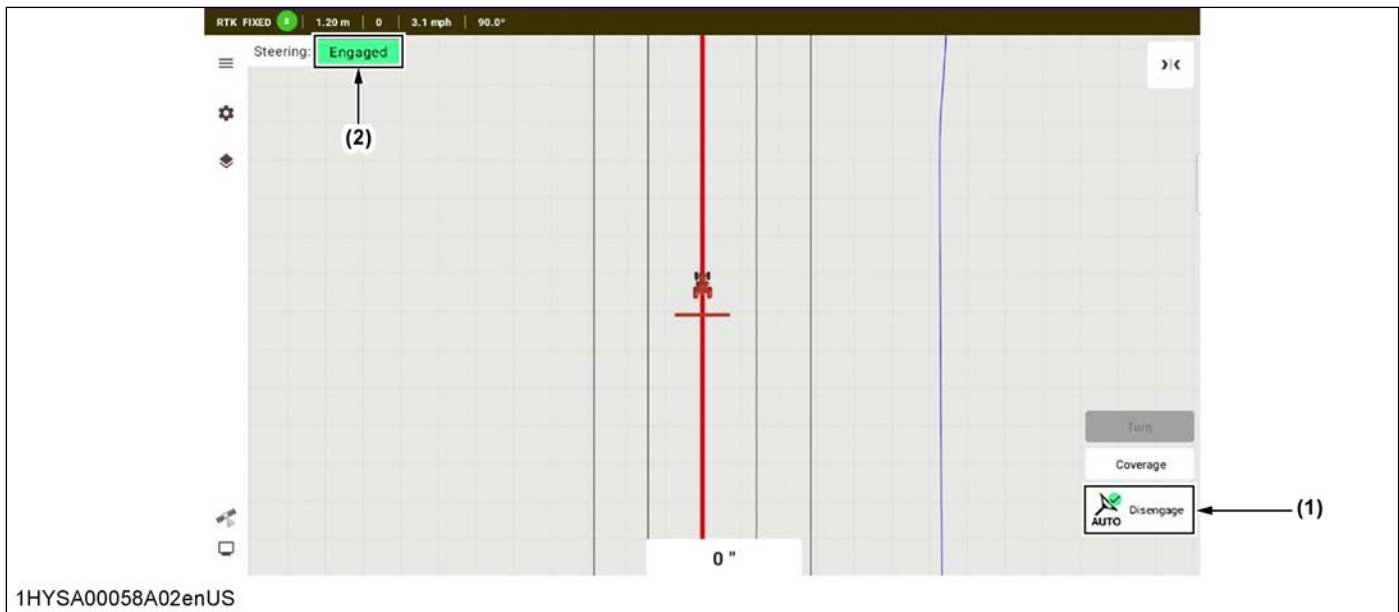 RTK FIXED R 1.20 m 0 3.1 mph 90.0°
Steering: Engaged
(2)
Turn
Coverage
AUTO Disengage
(1)
0 "
1HYSA00058A02enUS